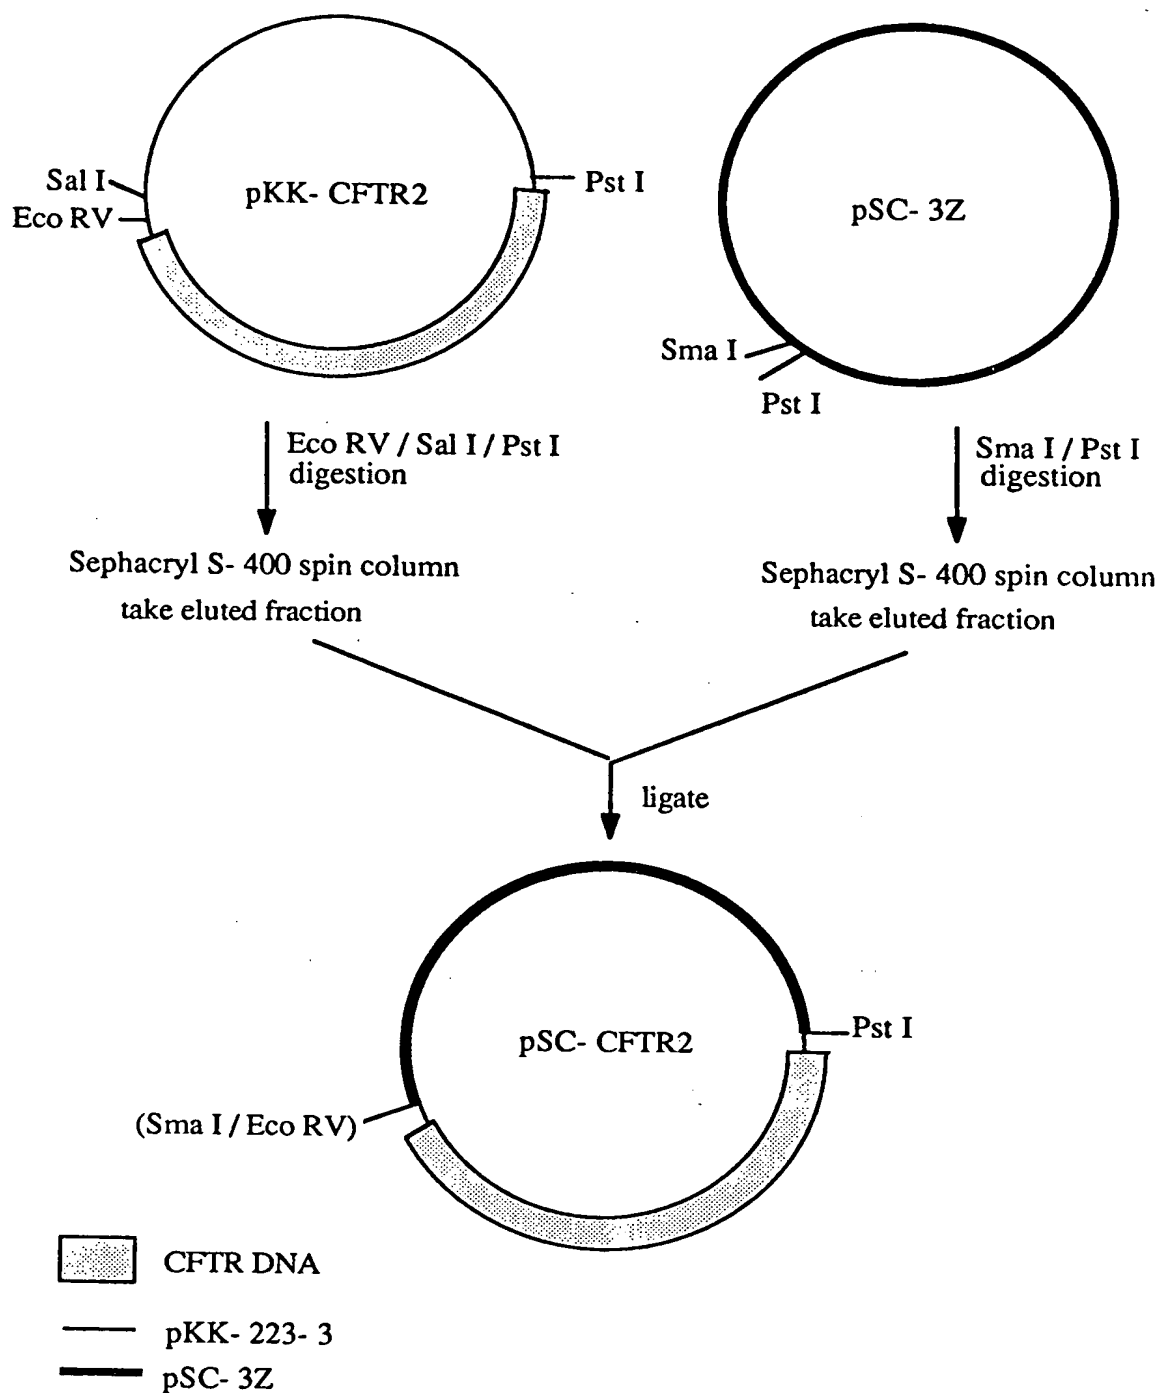 Sal I
Eco RV
pKK- CFTR2
Pst I
pSC- 3Z
Sma I
Pst I
Eco RV / Sal I / Pst I
digestion
Sma I / Pst I
digestion
Sephacryl S- 400 spin column
take eluted fraction
Sephacryl S- 400 spin column
take eluted fraction
ligate
pSC- CFTR2
Pst I
(Sma I / Eco RV)
CFTR DNA
pKK- 223- 3
pSC- 3Z